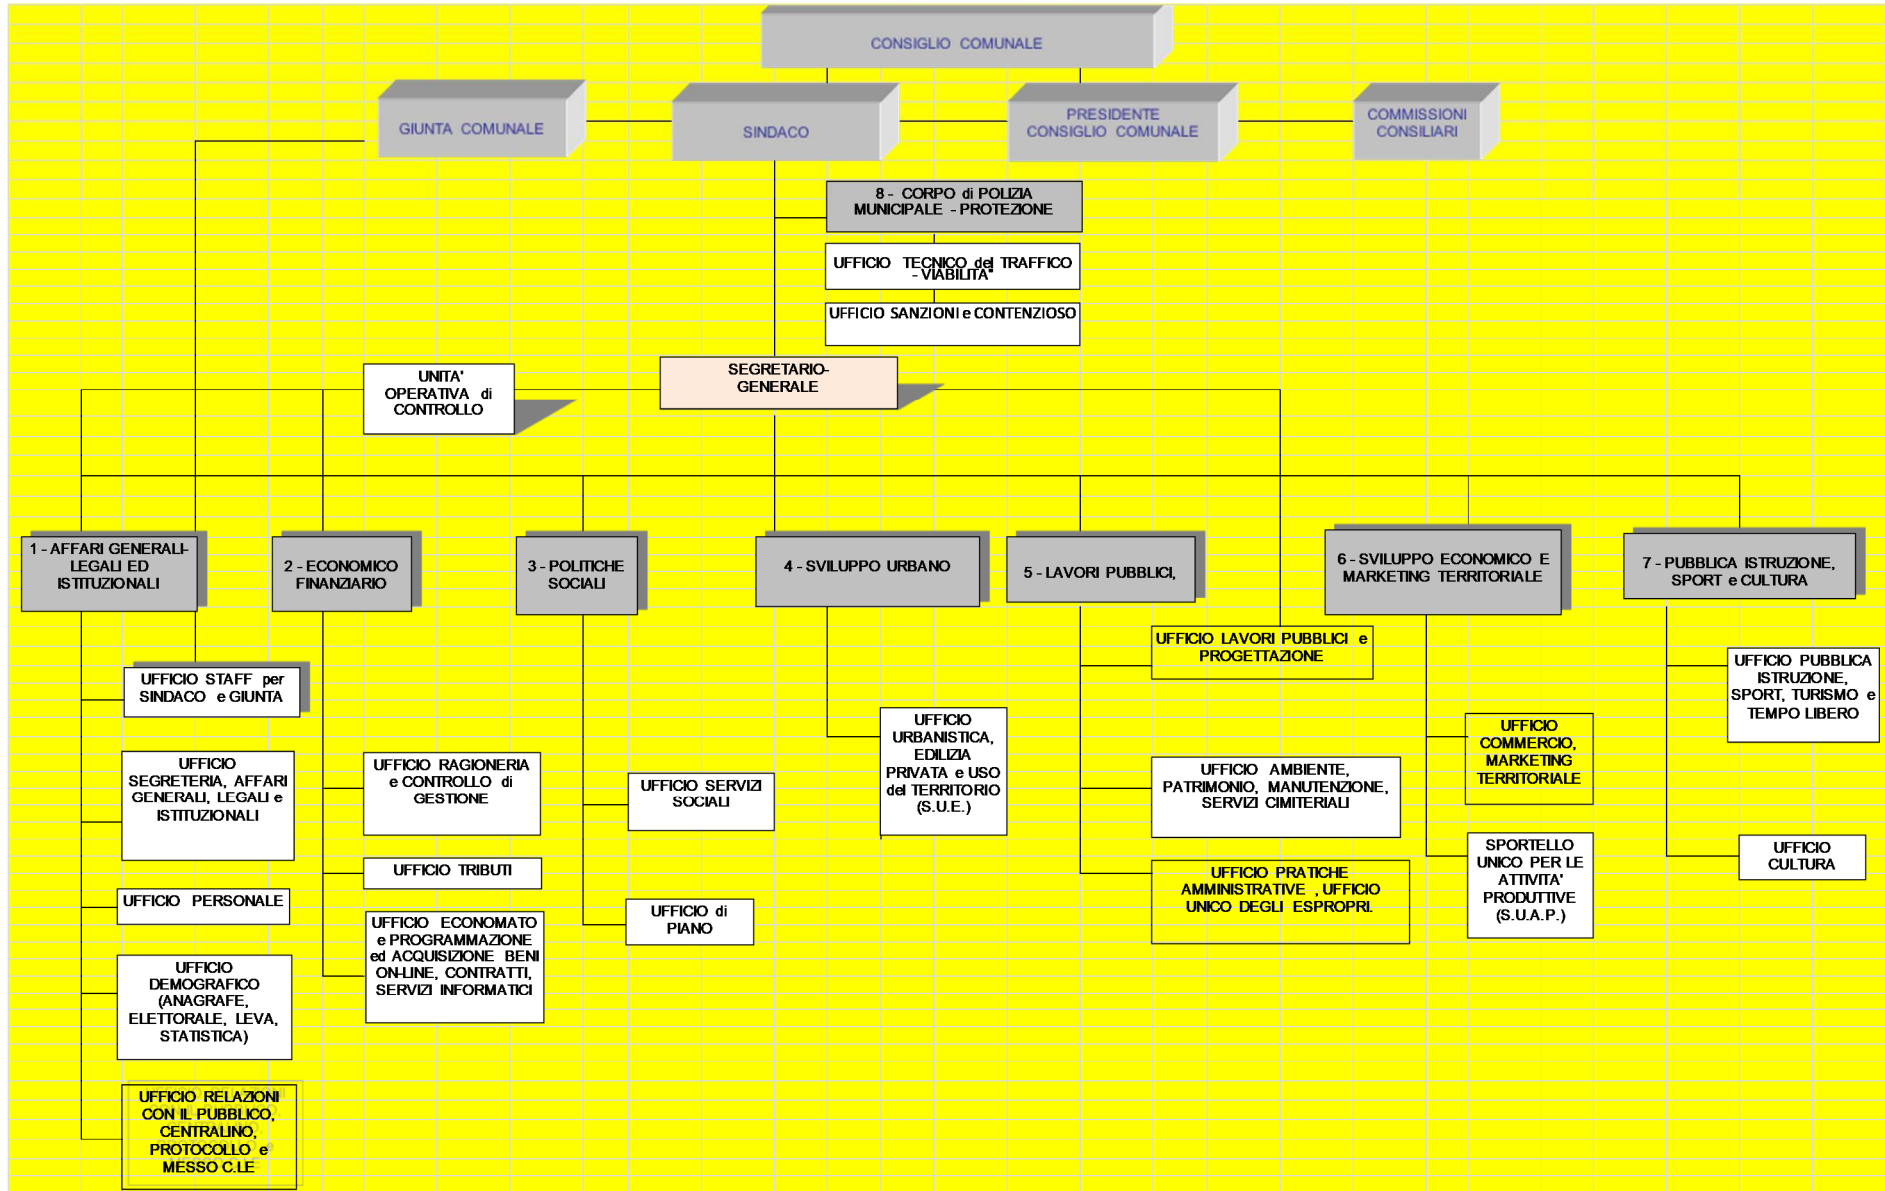 CONSIGLIO COMUNALE
GIUNTA COMUNALE
SINDACO
PRESIDENTE
CONSIGLIO COMUNALE
COMMISSIONI
CONSILIARI
8 - CORPO di POLIZIA
MUNICIPALE - PROTEZIONE
UFFICIO TECNICO del TRAFFICO
- VIABILITA"
UFFICIO SANZIONI e CONTENZIOSO
UNITA'
OPERATIVA di
CONTROLLO
SEGRETARIO-
GENERALE
1 - AFFARI GENERALI-
LEGALI ED
ISTITUZIONALI
2 - ECONOMICO
FINANZIARIO
3 - POLITICHE
SOCIALI
4 - SVILUPPO URBANO
5 - LAVORI PUBBLICI,
6 - SVILUPPO ECONOMICO E
MARKETING TERRITORIALE
7 - PUBBLICA ISTRUZIONE,
SPORT e CULTURA
UFFICIO STAFF per
SINDACO e GIUNTA
UFFICIO
SEGRETERIA, AFFARI
GENERALI, LEGALI e
ISTITUZIONALI
UFFICIO PERSONALE
UFFICIO
DEMOGRAFICO
(ANAGRAFE,
ELETTORALE, LEVA,
STATISTICA)
UFFICIO RELAZIONI
CON IL PUBBLICO,
CENTRALINO,
PROTOCOLLO e
MESSO C.LE
UFFICIO RAGIONERIA
e CONTROLLO di
GESTIONE
UFFICIO TRIBUTI
UFFICIO ECONOMATO
e PROGRAMMAZIONE
ed ACQUISIZIONE BENI
ON-LINE, CONTRATTI,
SERVIZI INFORMATICI
UFFICIO SERVIZI
SOCIALI
UFFICIO di
PIANO
UFFICIO
URBANISTICA,
EDILIZIA
PRIVATA e USO
del TERRITORIO
(S.U.E.)
UFFICIO LAVORI PUBBLICI e
PROGETTAZIONE
UFFICIO AMBIENTE,
PATRIMONIO, MANUTENZIONE,
SERVIZI CIMITERIALI
UFFICIO PRATICHE
AMMINISTRATIVE , UFFICIO
UNICO DEGLI ESPROPRI.
UFFICIO
COMMERCIO,
MARKETING
TERRITORIALE
SPORTELLO
UNICO PER LE
ATTIVITA'
PRODUTTIVE
(S.U.A.P.)
UFFICIO PUBBLICA
ISTRUZIONE,
SPORT, TURISMO e
TEMPO LIBERO
UFFICIO
CULTURA